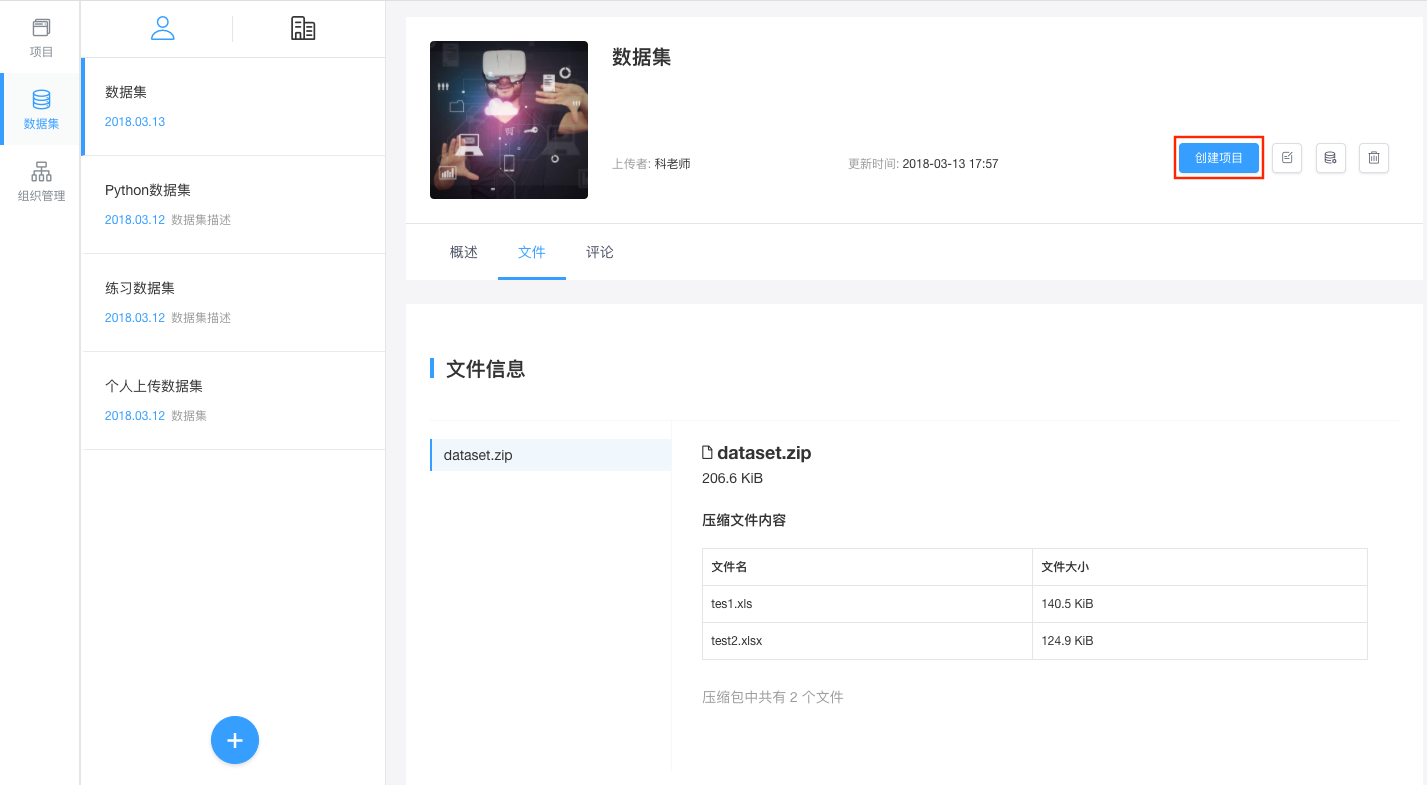 项目
数据集
组织管理
数据集
2018.03.13
Python数据集
2018.03.12 数据集描述
练习数据集
2018.03.12 数据集描述
个人上传数据集
2018.03.12 数据集
数据集
上传者: 科老师
更新时间: 2018-03-13 17:57
创建项目
概述 文件 评论
文件信息
dataset.zip
dataset.zip
206.6 KiB
压缩文件内容
文件名 文件大小
tes1.xls 140.5 KiB
test2.xlsx 124.9 KiB
压缩包中共有 2 个文件